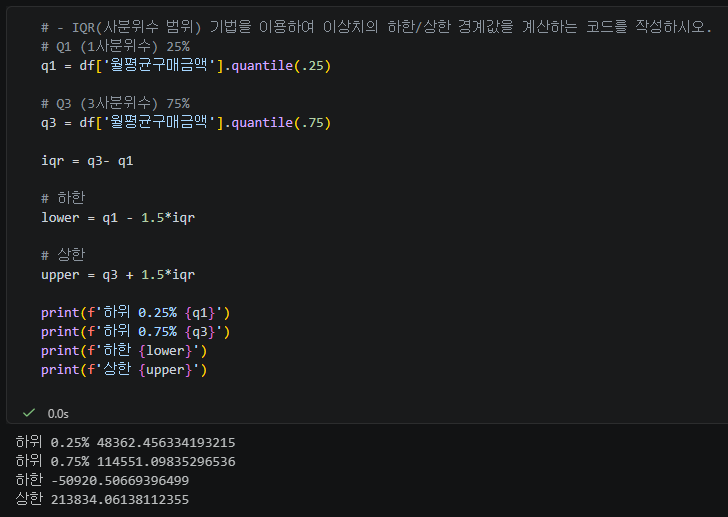 # - IQR(사분위수 범위) 기법을 이용하여 이상치의 하한/상한 경계값을 계산하는 코드를 작성하시오.
# Q1 (1사분위수) 25%
q1 = df['월평균구매금액'].quantile(.25)
# Q3 (3사분위수) 75%
q3 = df['월평균구매금액'].quantile(.75)
iqr = q3- q1
# 하한
lower = q1 - 1.5*iqr
# 상한
upper = q3 + 1.5*iqr
print(f'하위 0.25% {q1}')
print(f'하위 0.75% {q3}')
print(f'하한 {lower}')
print(f'상한 {upper}')
0.0s
하위 0.25% 48362.456334193215
하위 0.75% 114551.09835296536
하한 -50920.50669396499
상한 213834.06138112355